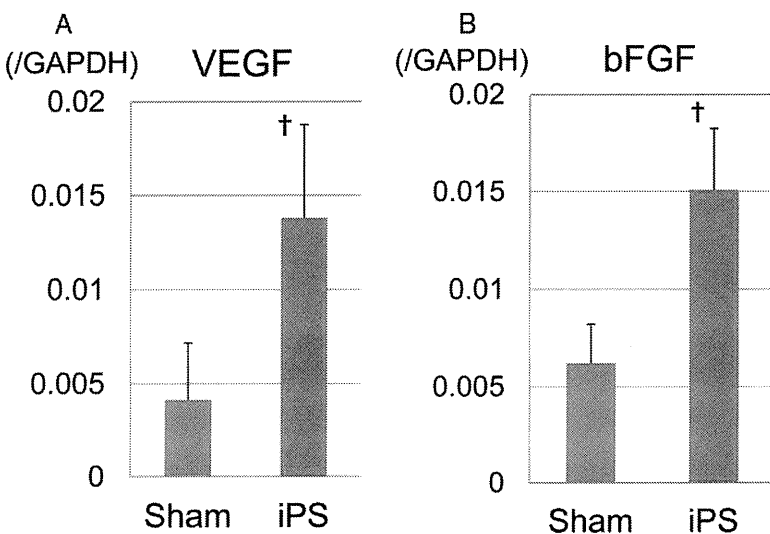 A
(/GAPDH) VEGF
0.02
†
0.015
0.01
0.005
0
Sham iPS
B
(/GAPDH) bFGF
0.02
†
0.015
0.01
0.005
0
Sham iPS